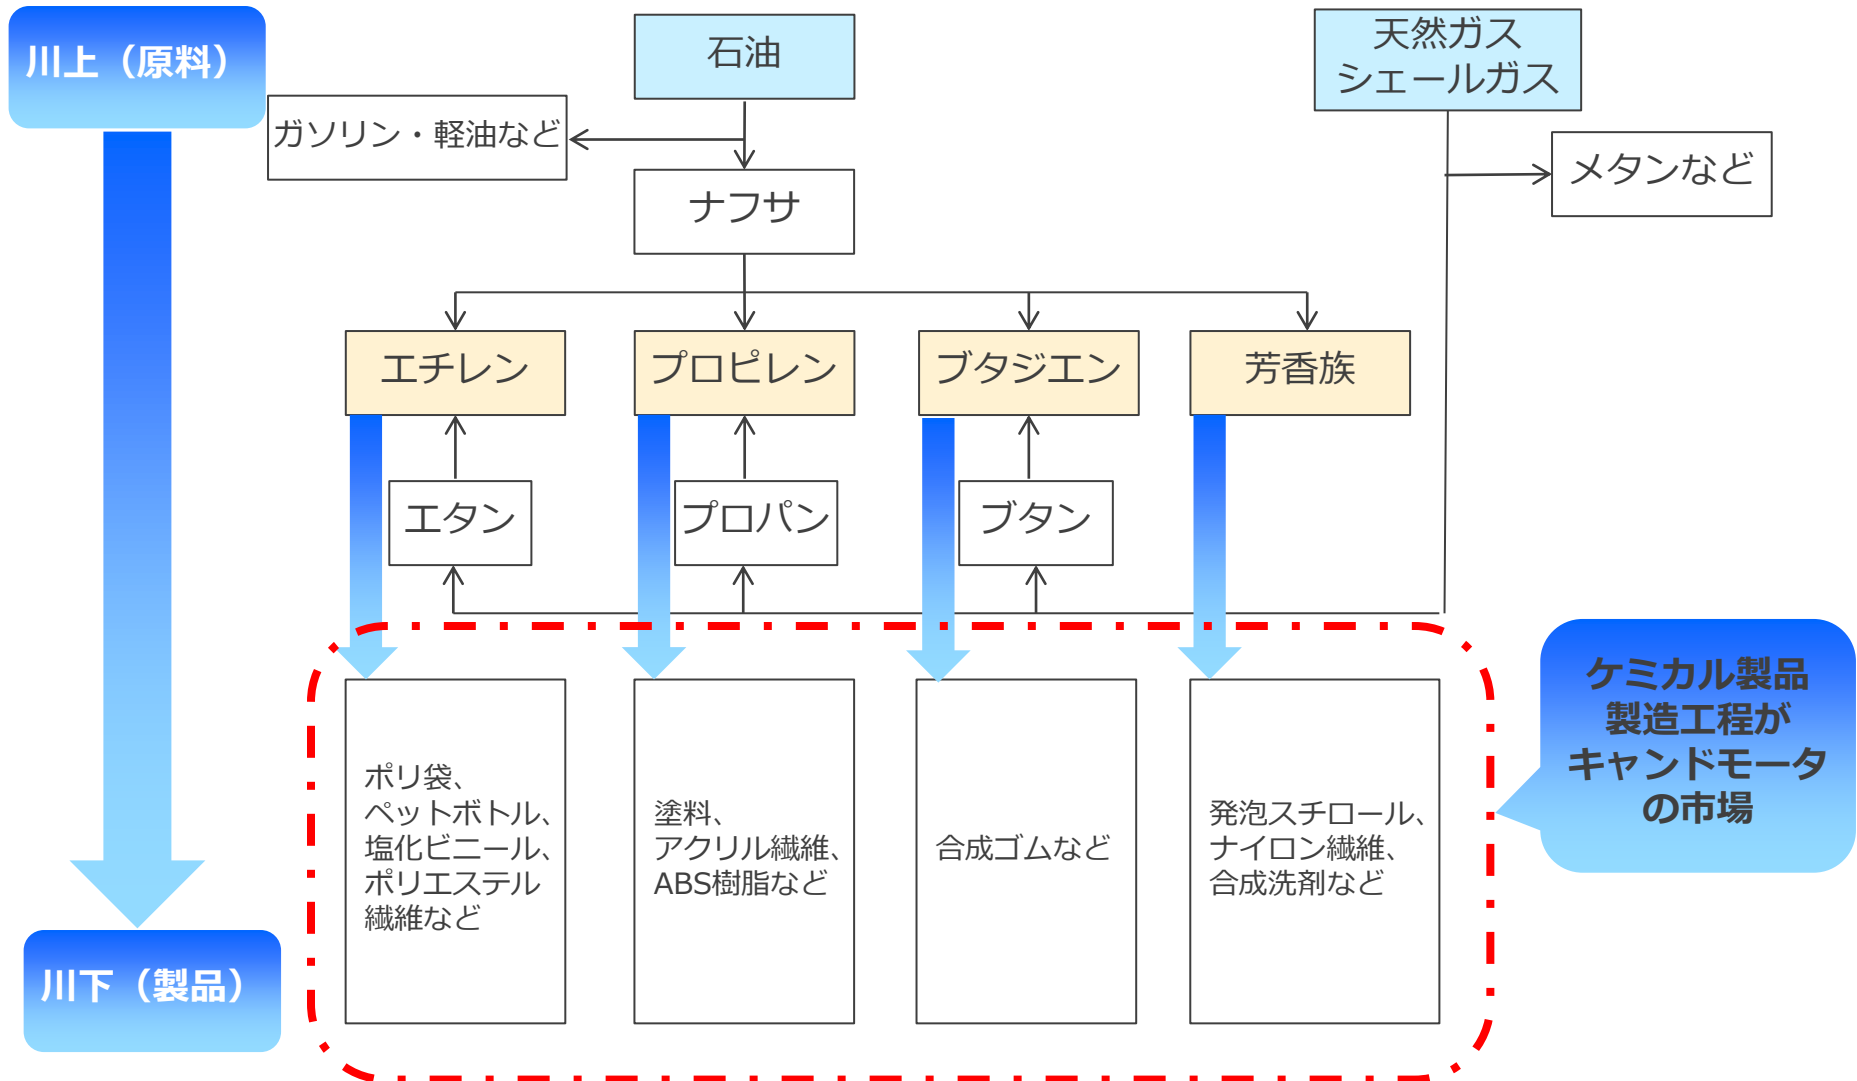 川上（原料）
石油
天然ガス
シェールガス
ガソリン・軽油など
メタンなど
ナフサ
エチレン
プロピレン
ブタジエン
芳香族
エタン
プロパン
ブタン
ポリ袋、
ペットボトル、
塩化ビニール、
ポリエステル
繊維など
塗料、
アクリル繊維、
ABS樹脂など
合成ゴムなど
発泡スチロール、
ナイロン繊維、
合成洗剤など
ケミカル製品
製造工程が
キャンドモータ
の市場
川下（製品）